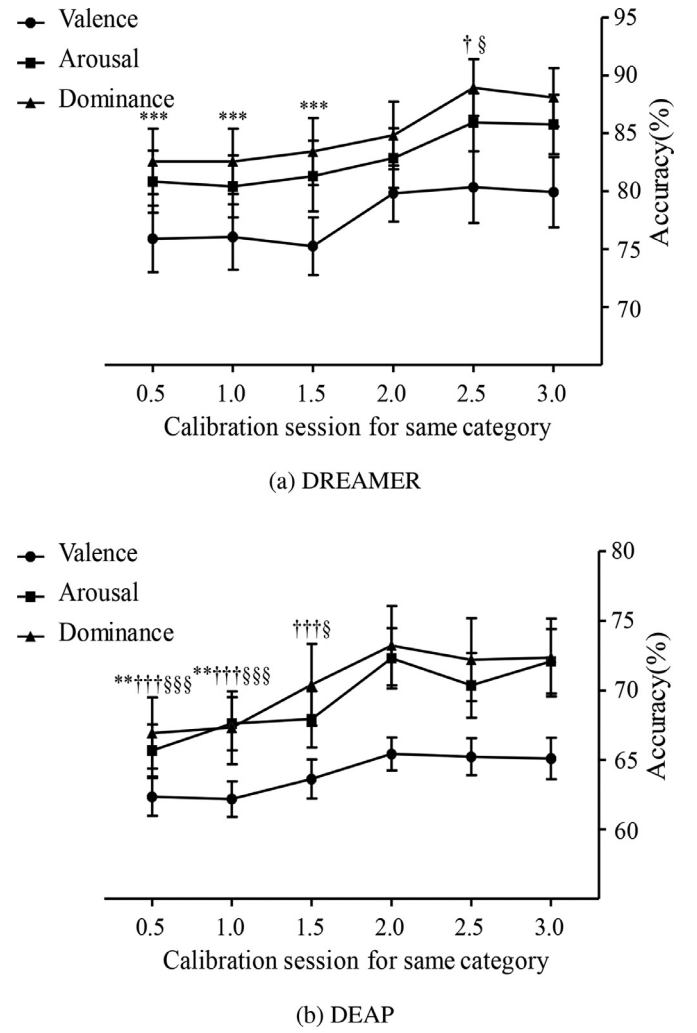 Valence
Arousal
Dominance
*** *** *** † §
95
90
85
80
75
70
Accuracy(%)
0.5 1.0 1.5 2.0 2.5 3.0
Calibration session for same category
(a) DREAMER
Valence
Arousal
Dominance
**†††§§§ **†††§§§ †††§
80
75
70
65
60
Accuracy(%)
0.5 1.0 1.5 2.0 2.5 3.0
Calibration session for same category
(b) DEAP